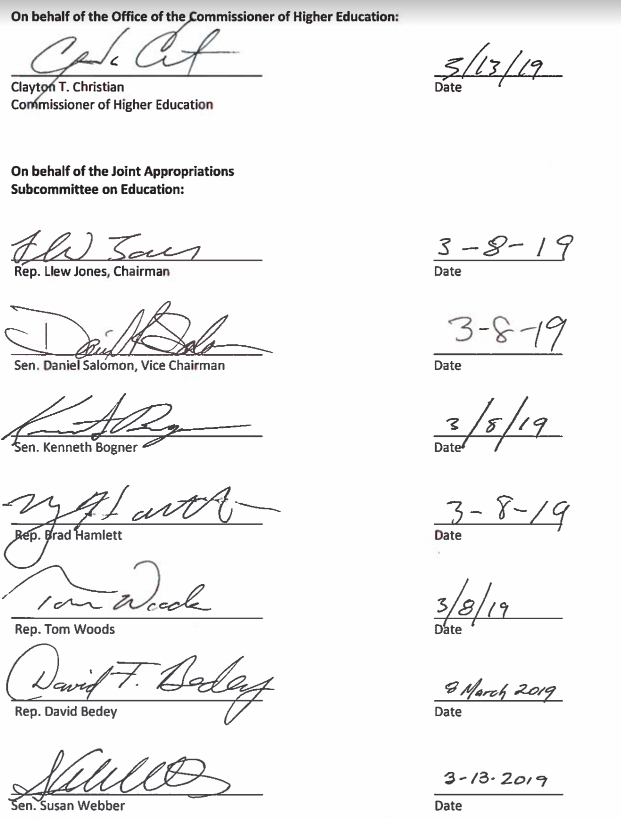 On behalf of the Office of the Commissioner of Higher Education:
3/13/19
Clayton T. Christian Date
Commissioner of Higher Education
On behalf of the Joint Appropriations
Subcommittee on Education:
3-8-19
Rep. Llew Jones, Chairman Date
3-8-19
Sen. Daniel Salomon, Vice Chairman Date
3/8/19
Sen. Kenneth Bogner Date
3-8-19
Rep. Brad Hamlett Date
Tom Woods 3/8/19
Rep. Tom Woods Date
David F. Bedey 8 March 2019
Rep. David Bedey Date
3-13-2019
Sen. Susan Webber Date